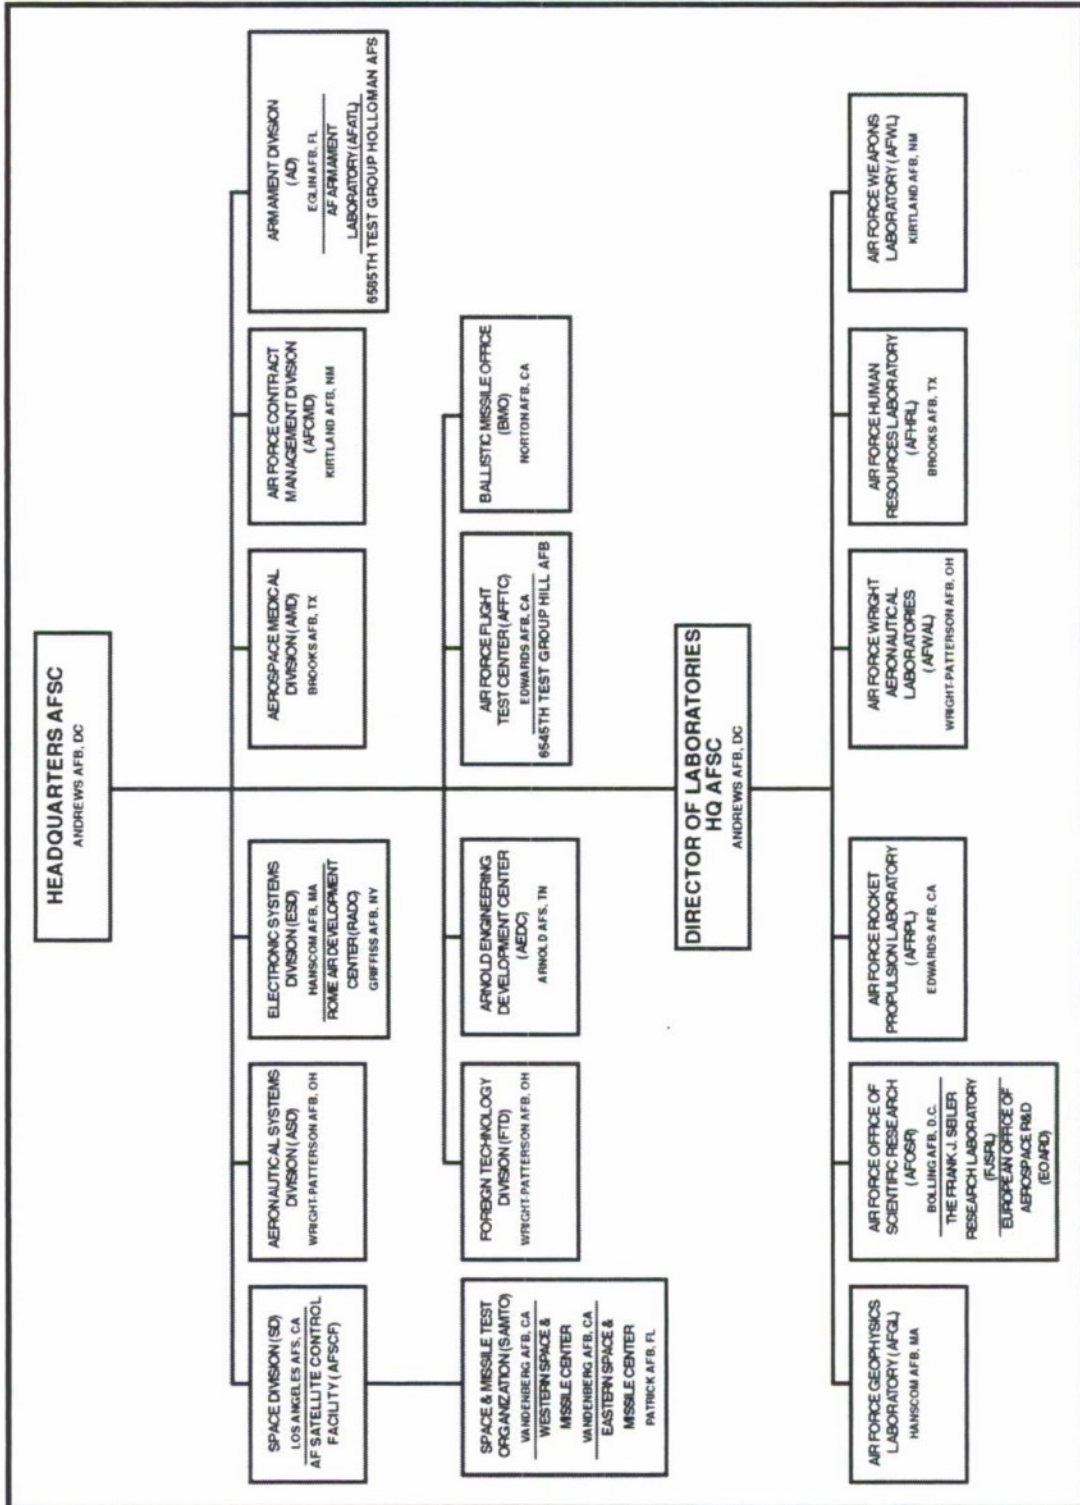 HEADQUARTERS AFSC
ANDREWS AFB, DC
SPACE DIVISION (SD)
LOS ANGELES AFS, CA
AF SATELLITE CONTROL
FACILITY (AFSCF)
AERONAUTICAL SYSTEMS
DIVISION (ASD)
WRIGHT-PATTERSON AFB, OH
ELECTRONIC SYSTEMS
DIVISION (ESD)
HANSCOM AFB, MA
ROME AIR DEVELOPMENT
CENTER (RADC)
GRIFFISS AFB, NY
AEROSPACE MEDICAL
DIVISION (AMD)
BROOKS AFB, TX
AIR FORCE CONTRACT
MANAGEMENT DIVISION
(AFCMD)
KIRTLAND AFB, NM
ARMAMENT DIVISION
(AD)
EGLIN AFB, FL
AF ARMAMENT
LABORATORY (AFATL)
6585TH TEST GROUP HOLLOMAN AFS
SPACE & MISSILE TEST
ORGANIZATION (SAMTO)
VANDENBERG AFB, CA
WESTERN SPACE &
MISSILE CENTER
VANDENBERG AFB, CA
EASTERN SPACE &
MISSILE CENTER
PATRICK AFB, FL
FOREIGN TECHNOLOGY
DIVISION (FTD)
WRIGHT-PATTERSON AFB, OH
ARNOLD ENGINEERING
DEVELOPMENT CENTER
(AEDC)
ARNOLD AFS, TN
AIR FORCE FLIGHT
TEST CENTER (AFFTC)
EDWARDS AFB, CA
6545TH TEST GROUP HILL AFB
BALLISTIC MISSILE OFFICE
(BMO)
NORTON AFB, CA
DIRECTOR OF LABORATORIES
HQ AFSC
ANDREWS AFB, DC
AIR FORCE GEOPHYSICS
LABORATORY (AFGL)
HANSCOM AFB, MA
AIR FORCE OFFICE OF
SCIENTIFIC RESEARCH
(AFOSR)
BOLLING AFB, D.C.
THE FRANK J. SEILER
RESEARCH LABORATORY
(FJSRL)
EUROPEAN OFFICE OF
AEROSPACE R&D
(EOARD)
AIR FORCE ROCKET
PROPULSION LABORATORY
(AFRPL)
EDWARDS AFB, CA
AIR FORCE WRIGHT
AERONAUTICAL
LABORATORIES
(AFWAL)
WRIGHT-PATTERSON AFB, OH
AIR FORCE HUMAN
RESOURCES LABORATORY
(AFHRL)
BROOKS AFB, TX
AIR FORCE WEAPONS
LABORATORY (AFWL)
KIRTLAND AFB, NM